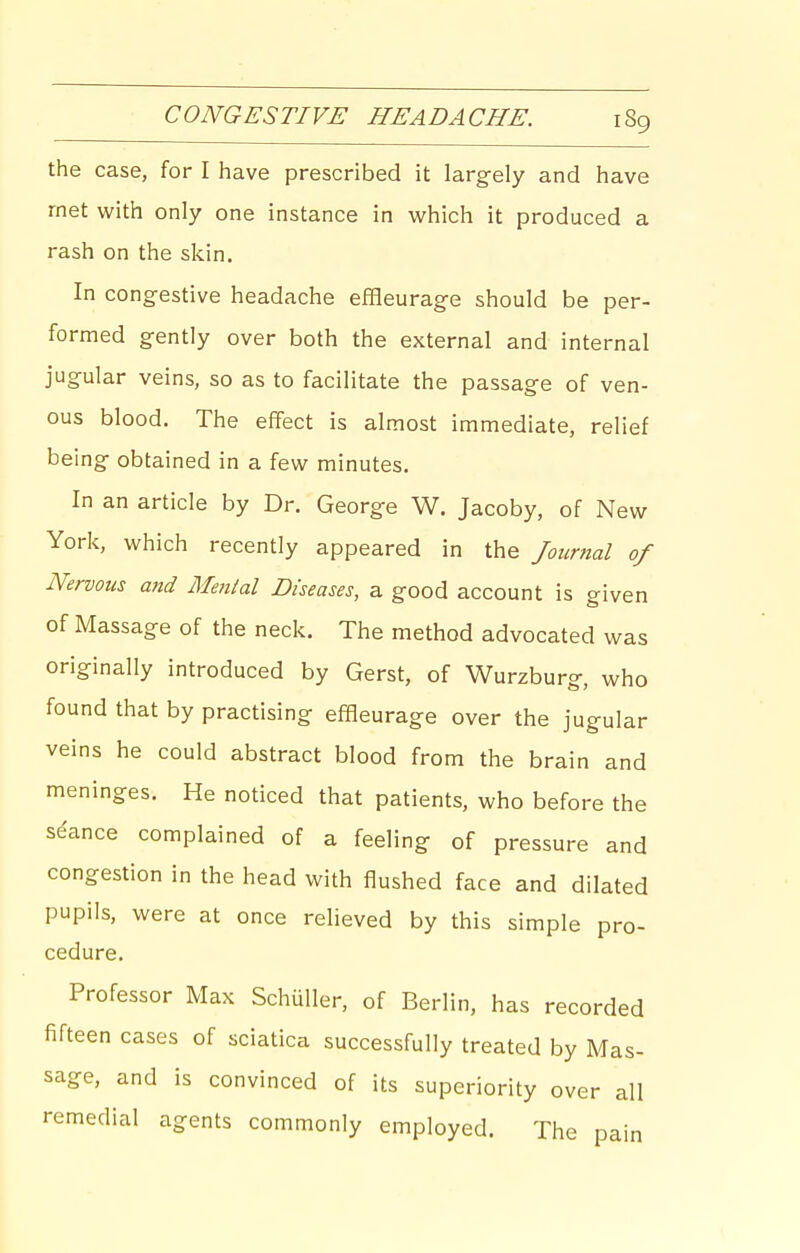 CONGESTIVE HEADACHE. 189
the case, for I have prescribed it largely and have
met with only one instance in which it produced a
rash on the skin.
In congestive headache effleurage should be per-
formed gently over both the external and internal
jugular veins, so as to facilitate the passage of ven-
ous blood. The effect is almost immediate, relief
being obtained in a few minutes.
In an article by Dr. George W. Jacoby, of New
York, which recently appeared in the Journal of
Nervous and Mental Diseases, a good account is given
of Massage of the neck. The method advocated was
originally introduced by Gerst, of Wurzburg, who
found that by practising effleurage over the jugular
veins he could abstract blood from the brain and
meninges. He noticed that patients, who before the
séance complained of a feeling of pressure and
congestion in the head with flushed face and dilated
pupils, were at once relieved by this simple pro-
cedure.
Professor Max Schüller, of Berlin, has recorded
fifteen cases of sciatica successfully treated by Mas-
sage, and is convinced of its superiority over all
remedial agents commonly employed. The pain